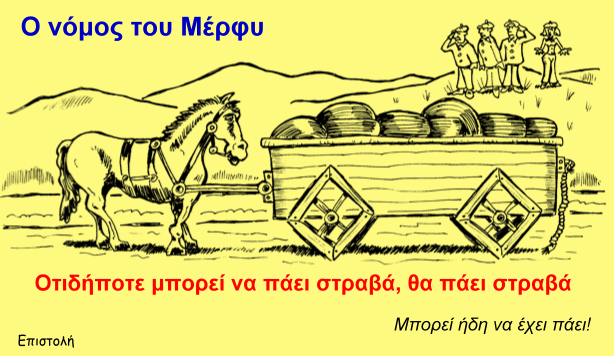 Ο νόμος του Μέρφυ
Οτιδήποτε μπορεί να πάει στραβά, θα πάει στραβά
Μπορεί ήδη να έχει πάει!
Επιστολή